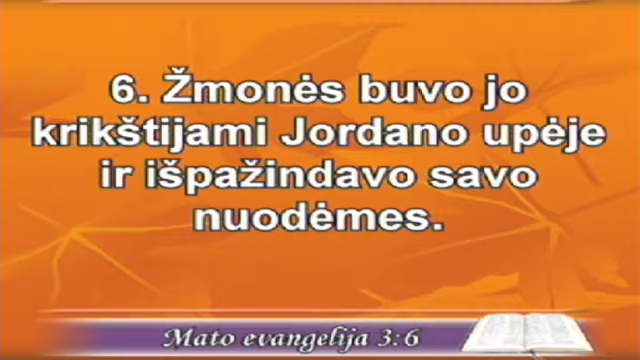 6. Žmonės buvo jo
krikštijami Jordano upėje
ir išpažindavo savo
nuodėmes.
Mato evangelija 3:6